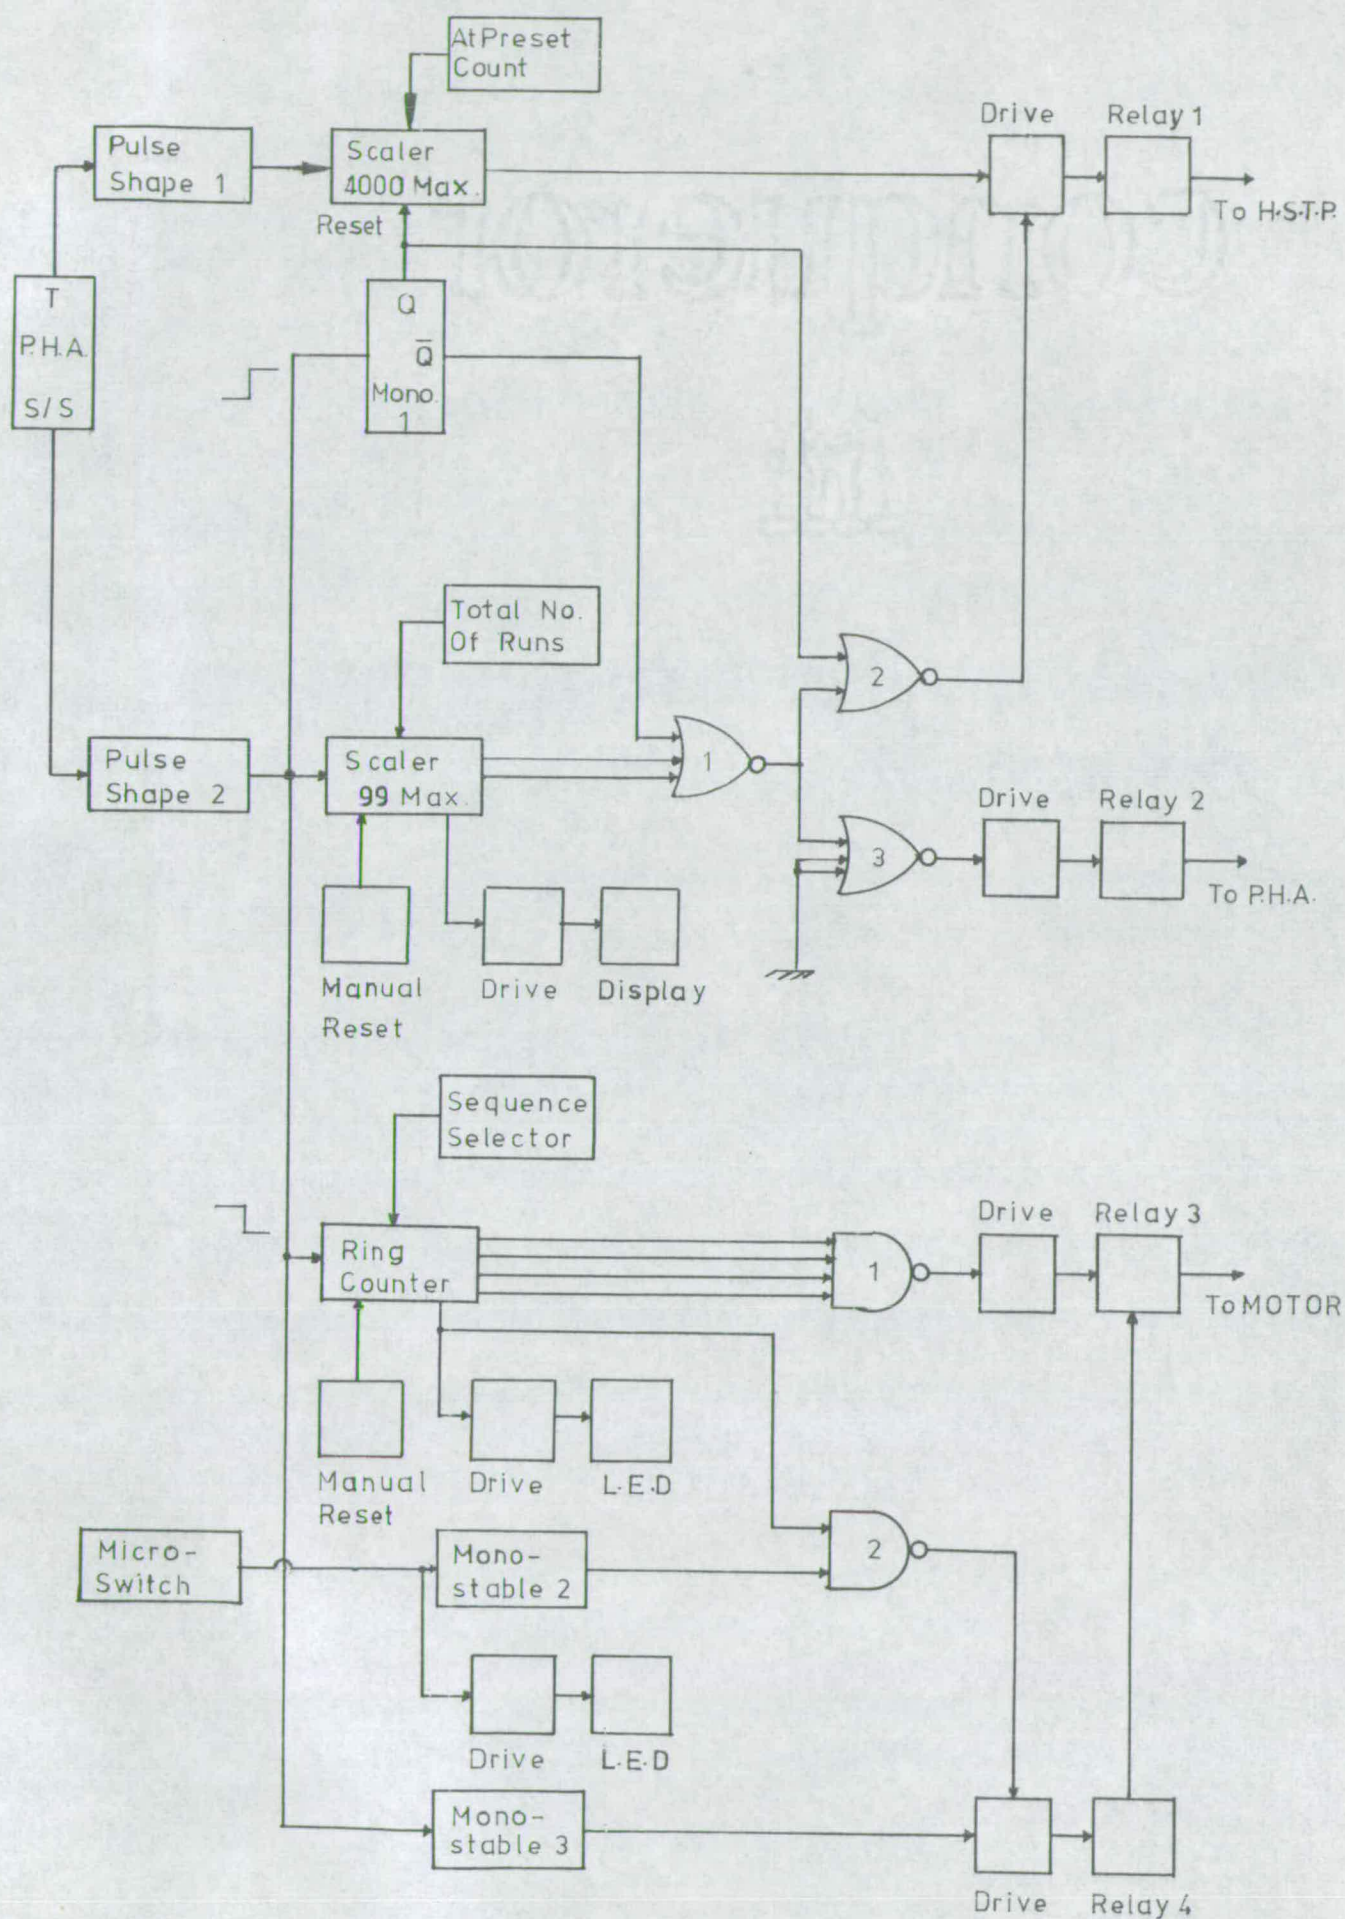 At Preset
Count
Drive
Relay 1
Pulse
Shape 1
Scaler
4000 Max.
To H.S.T.P.
Reset
T
P.H.A.
S/S
Q
Q̅
Mono.
1
Total No.
Of Runs
2
Pulse
Shape 2
Scaler
99 Max.
1
Drive
Relay 2
3
To P.H.A.
Manual
Reset
Drive
Display
Sequence
Selector
Drive
Relay 3
Ring
Counter
1
To MOTOR
Manual
Reset
Drive
L.E.D
Micro-
Switch
Mono-
stable 2
2
Drive
L.E.D
Mono-
stable 3
Drive
Relay 4